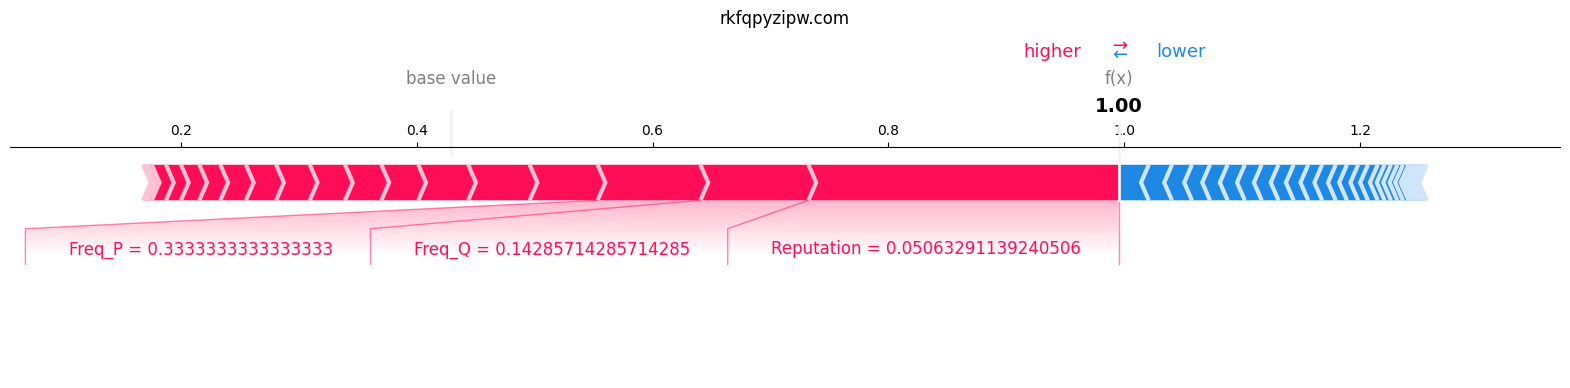 rkfqpyzipw.com
higher ⇄ lower
base value f(x)
1.00
0.2 0.4 0.6 0.8 1.0 1.2
Freq_P = 0.3333333333333333 Freq_Q = 0.14285714285714285 Reputation = 0.05063291139240506